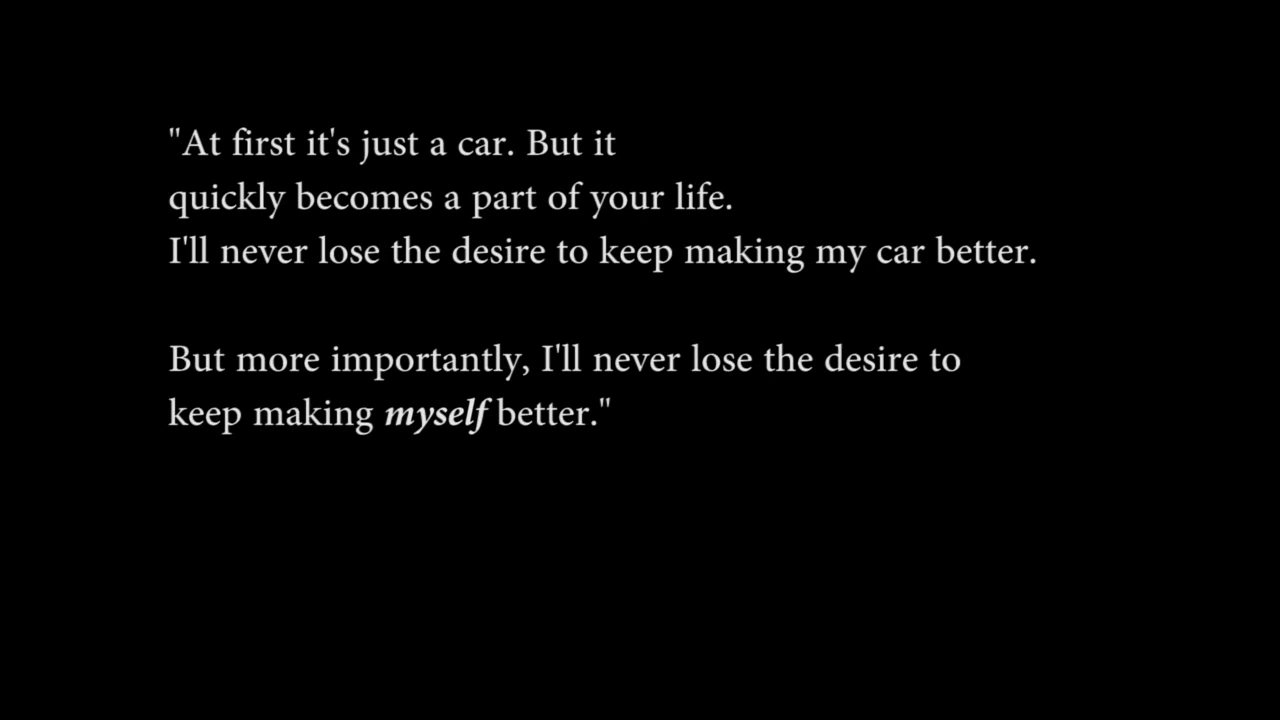 "At first it's just a car. But it
quickly becomes a part of your life.
I'll never lose the desire to keep making my car better.
But more importantly, I'll never lose the desire to
keep making myself better."